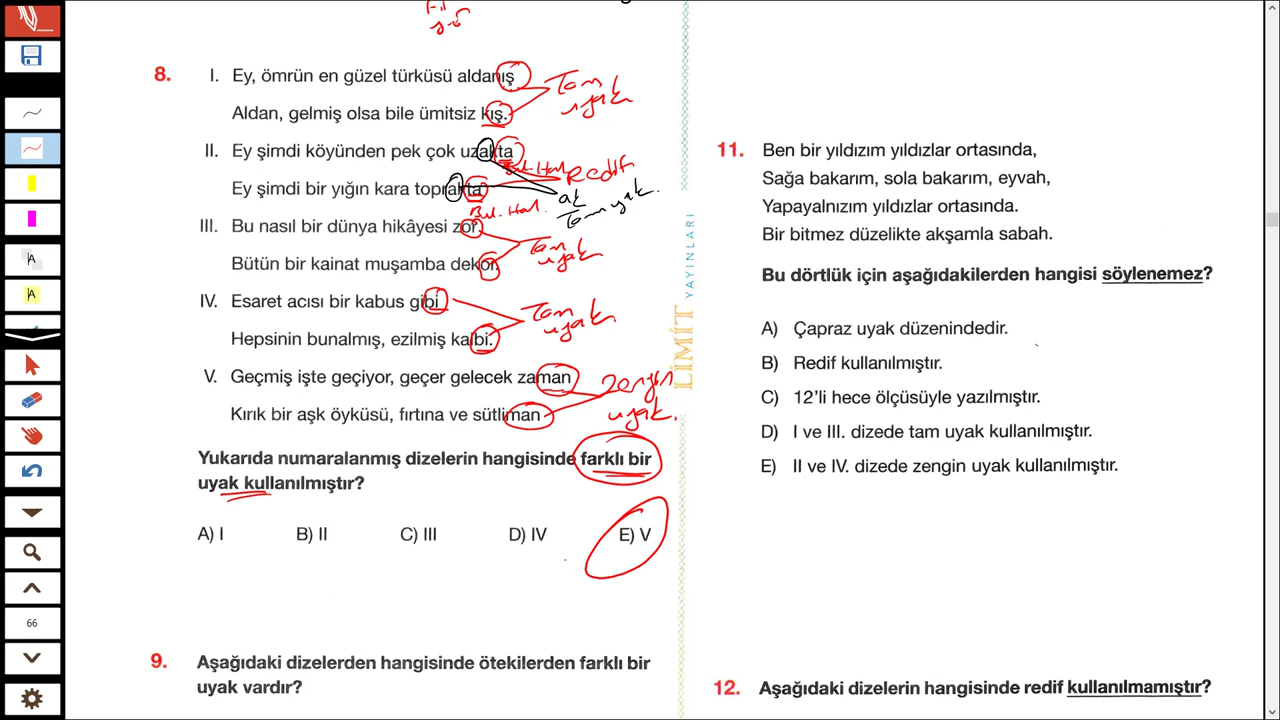 8. I. Ey, ömrün en güzel türküsü aldanış
Aldan, gelmiş olsa bile ümitsiz kış.
Tam
uyak
II. Ey şimdi köyünden pek çok uzakta
Ey şimdi bir yığın kara toprakta
Bul. Hal.
Redif
Bul. Hal.
ak
Tam uyak.
III. Bu nasıl bir dünya hikâyesi zor.
Bütün bir kainat muşamba dekor.
Tam
uyak
IV. Esaret acısı bir kabus gibi
Hepsinin bunalmış, ezilmiş kalbi.
Tam
uyak
V. Geçmiş işte geçiyor, geçer gelecek zaman
Kırık bir aşk öyküsü, fırtına ve sütliman
Zengin
uyak.
Yukarıda numaralanmış dizelerin hangisinde farklı bir
uyak kullanılmıştır?
A) I B) II C) III D) IV E) V
9. Aşağıdaki dizelerden hangisinde ötekilerden farklı bir
uyak vardır?
LİMİT YAYINLARI
11. Ben bir yıldızım yıldızlar ortasında,
Sağa bakarım, sola bakarım, eyvah,
Yapayalnızım yıldızlar ortasında.
Bir bitmez düzelikte akşamla sabah.
Bu dörtlük için aşağıdakilerden hangisi söylenemez?
A) Çapraz uyak düzenindedir.
B) Redif kullanılmıştır.
C) 12'li hece ölçüsüyle yazılmıştır.
D) I ve III. dizede tam uyak kullanılmıştır.
E) II ve IV. dizede zengin uyak kullanılmıştır.
12. Aşağıdaki dizelerin hangisinde redif kullanılmamıştır?
A
A
66